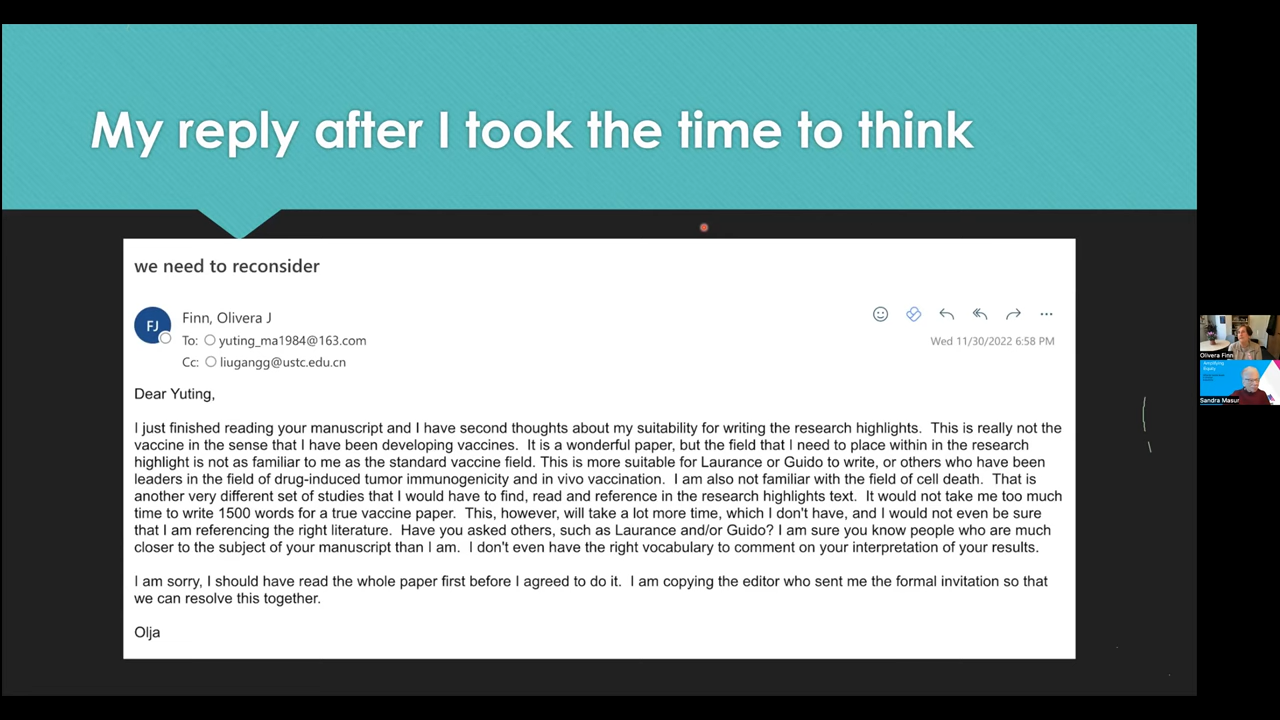 My reply after I took the time to think
we need to reconsider
FJ
Finn, Olivera J
To: yuting_ma1984@163.com
Cc: liugangg@ustc.edu.cn
Wed 11/30/2022 6:58 PM
Dear Yuting,
I just finished reading your manuscript and I have second thoughts about my suitability for writing the research highlights.  This is really not the
vaccine in the sense that I have been developing vaccines.  It is a wonderful paper, but the field that I need to place within in the research
highlight is not as familiar to me as the standard vaccine field. This is more suitable for Laurance or Guido to write, or others who have been
leaders in the field of drug-induced tumor immunogenicity and in vivo vaccination.  I am also not familiar with the field of cell death.  That is
another very different set of studies that I would have to find, read and reference in the research highlights text.  It would not take me too much
time to write 1500 words for a true vaccine paper.  This, however, will take a lot more time, which I don't have, and I would not even be sure
that I am referencing the right literature.  Have you asked others, such as Laurance and/or Guido? I am sure you know people who are much
closer to the subject of your manuscript than I am.  I don't even have the right vocabulary to comment on your interpretation of your results.
I am sorry, I should have read the whole paper first before I agreed to do it.  I am copying the editor who sent me the formal invitation so that
we can resolve this together.
Olja
Olivera Finn
Amplifying
Equity
Sandra Masur